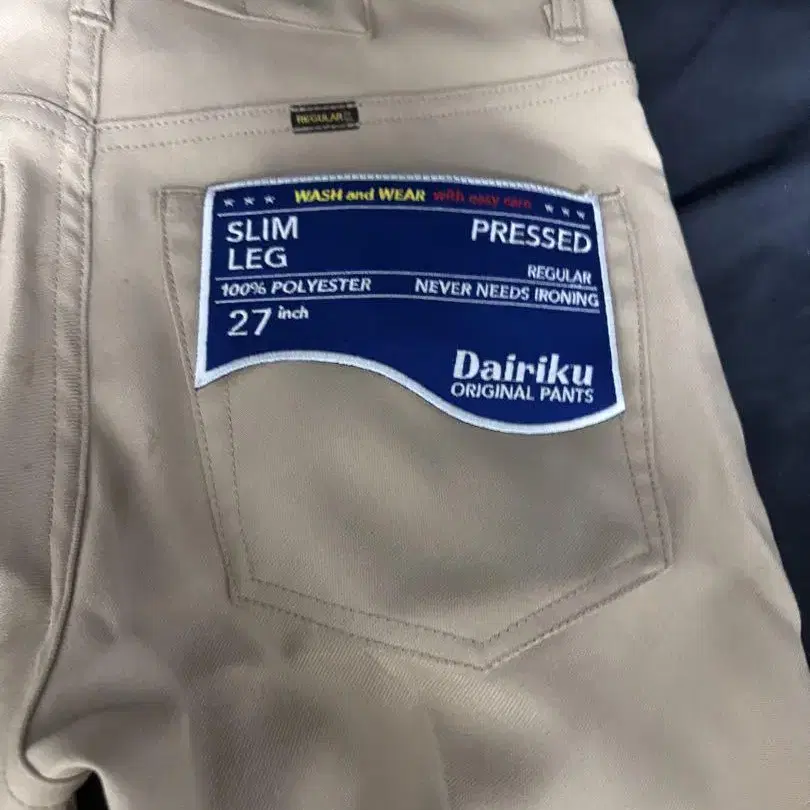 REGULAR
★ ★ ★ WASH and WEAR with easy care ★ ★ ★
SLIM LEG
PRESSED
REGULAR
100% POLYESTER
NEVER NEEDS IRONING
27 inch
Dairiku
ORIGINAL PANTS